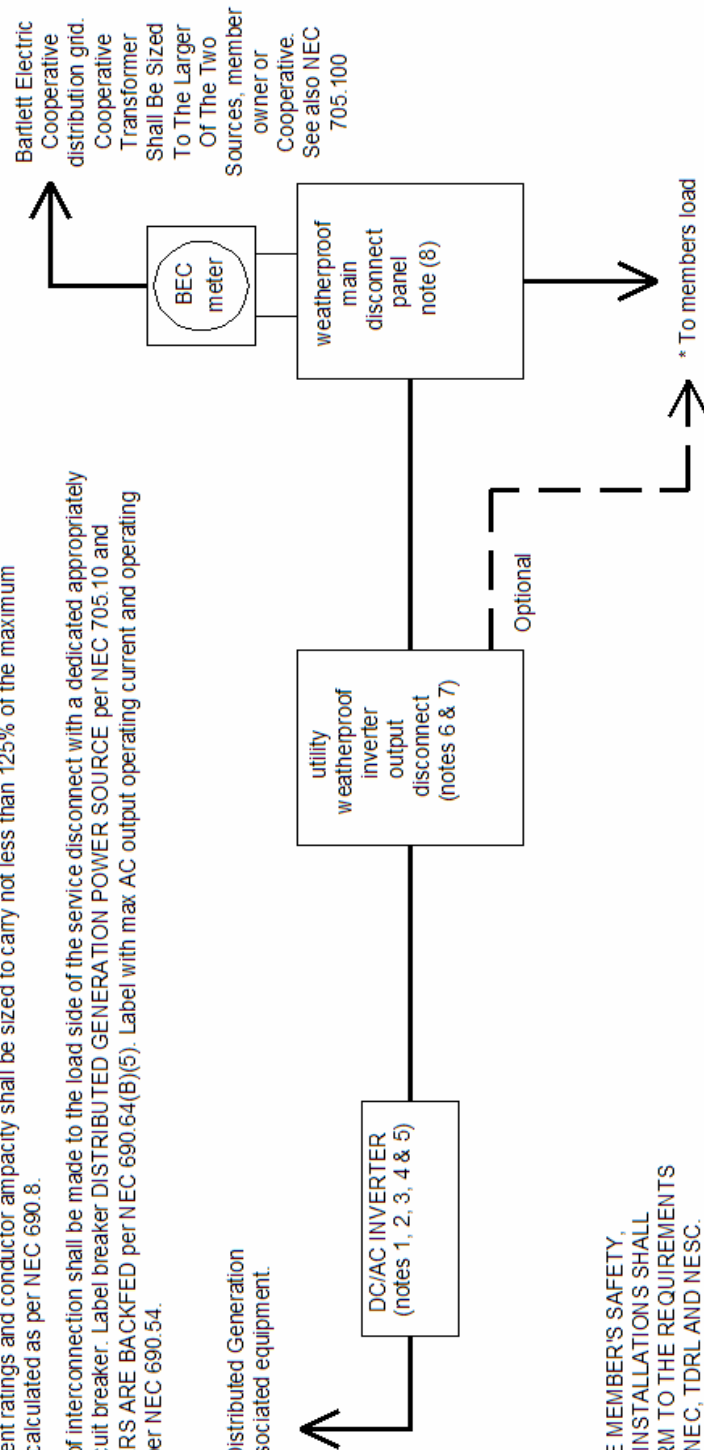 ent ratings and conductor ampacity shall be sized to carry not less than 125% of the maximum
calculated as per NEC 690.8.
of interconnection shall be made to the load side of the service disconnect with a dedicated appropriately
uit breaker. Label breaker DISTRIBUTED GENERATION POWER SOURCE per NEC 705.10 and
RS ARE BACKFED per NEC 690.64(B)(5). Label with max AC output operating current and operating
per NEC 690.54.
Distributed Generation
sociated equipment.
DC/AC INVERTER
(notes 1, 2, 3, 4 & 5)
utility
weatherproof
inverter
output
disconnect
(notes 6 & 7)
Optional
BEC
meter
weatherproof
main
disconnect
panel
note (8)
Bartlett Electric
Cooperative
distribution grid.
Cooperative
Transformer
Shall Be Sized
To The Larger
Of The Two
Sources, member
owner or
Cooperative.
See also NEC
705.100
* To members load
E MEMBER'S SAFETY,
INSTALLATIONS SHALL
RM TO THE REQUIREMENTS
NEC, TDRL AND NESC.